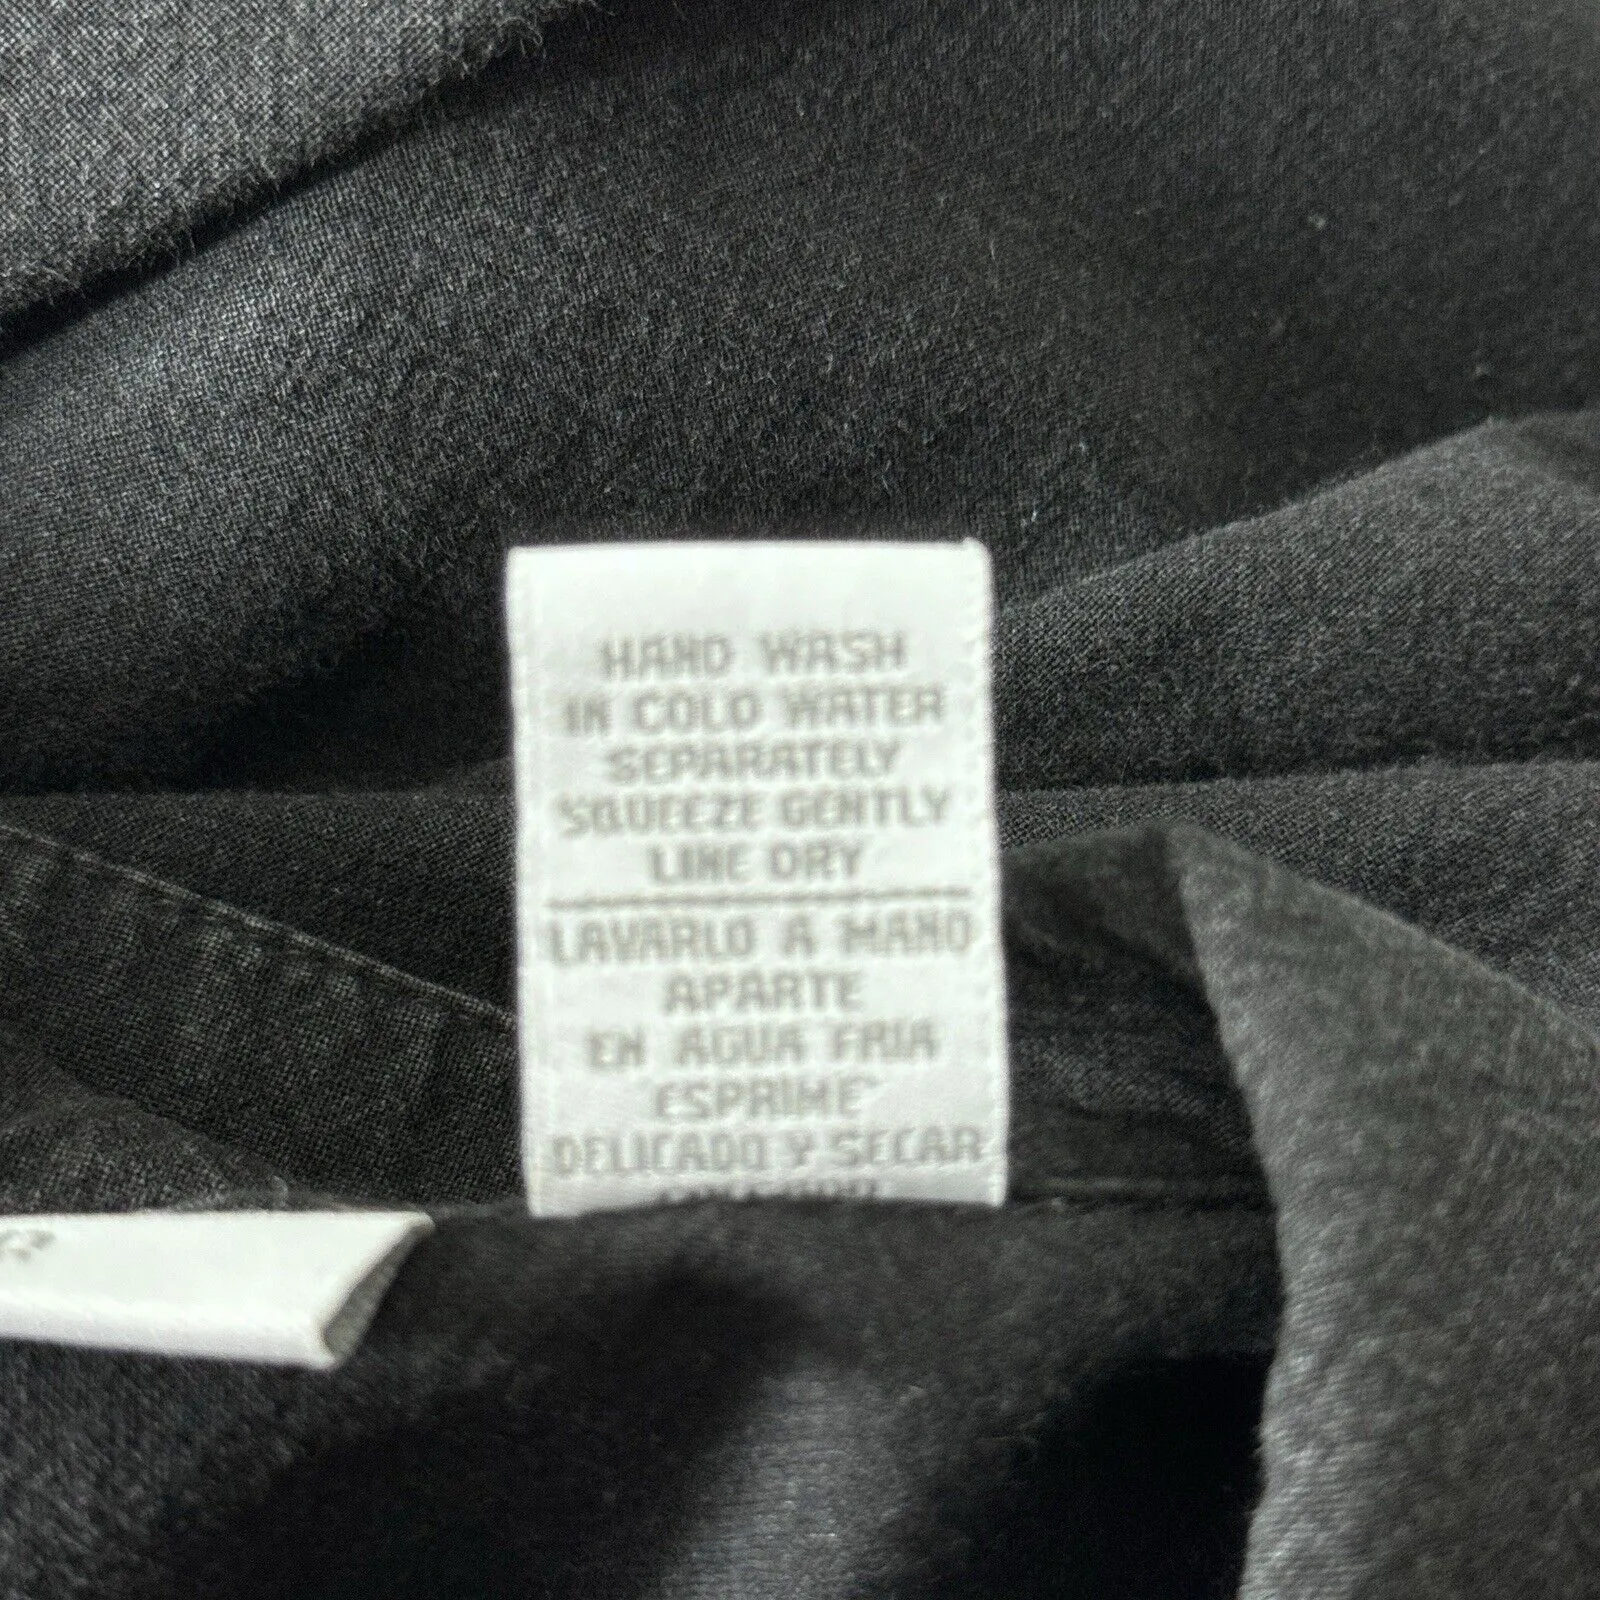 HAND WASH
IN COLD WATER
SEPARATELY
SQUEEZE GENTLY
LINE DRY
LAVARLO A MANO
APARTE
EN AGUA FRIA
ESPRIME
DELICADO Y SECAR